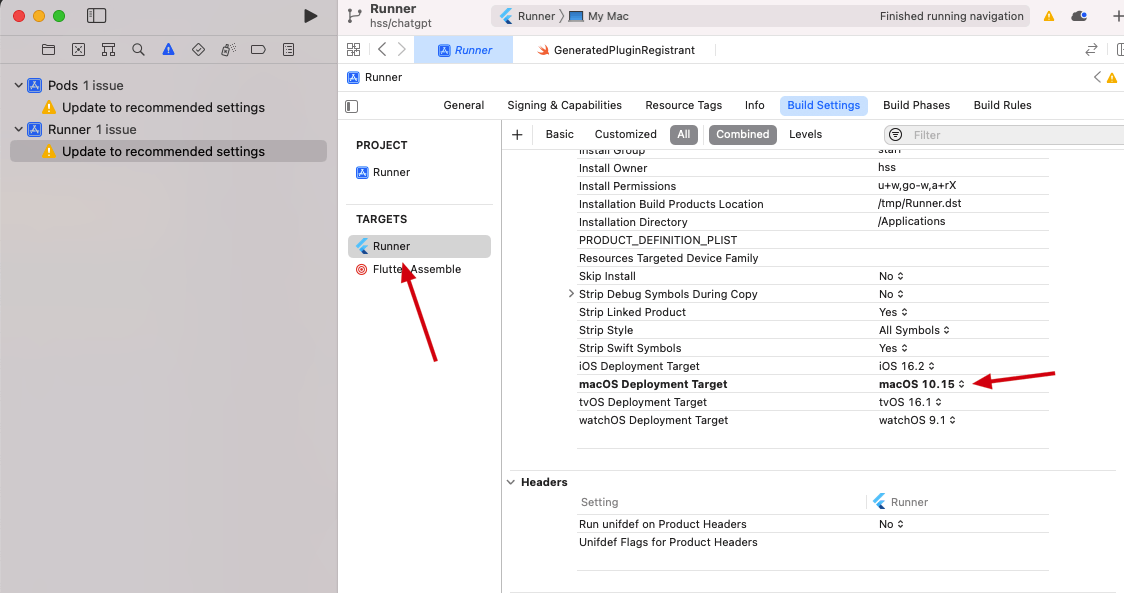 Runner
hss/chatgpt
Runner 〉 My Mac
Finished running navigation
Runner
GeneratedPluginRegistrant
Runner
Pods 1 issue
Update to recommended settings
Runner 1 issue
Update to recommended settings
General Signing & Capabilities Resource Tags Info Build Settings Build Phases Build Rules
Basic Customized All Combined Levels Filter
PROJECT
Runner
TARGETS
Runner
Flutter Assemble
Install Group staff
Install Owner hss
Install Permissions u+w,go-w,a+rX
Installation Build Products Location /tmp/Runner.dst
Installation Directory /Applications
PRODUCT_DEFINITION_PLIST
Resources Targeted Device Family
Skip Install No
Strip Debug Symbols During Copy No
Strip Linked Product Yes
Strip Style All Symbols
Strip Swift Symbols Yes
iOS Deployment Target iOS 16.2
macOS Deployment Target macOS 10.15
tvOS Deployment Target tvOS 16.1
watchOS Deployment Target watchOS 9.1
Headers
Setting Runner
Run unifdef on Product Headers No
Unifdef Flags for Product Headers